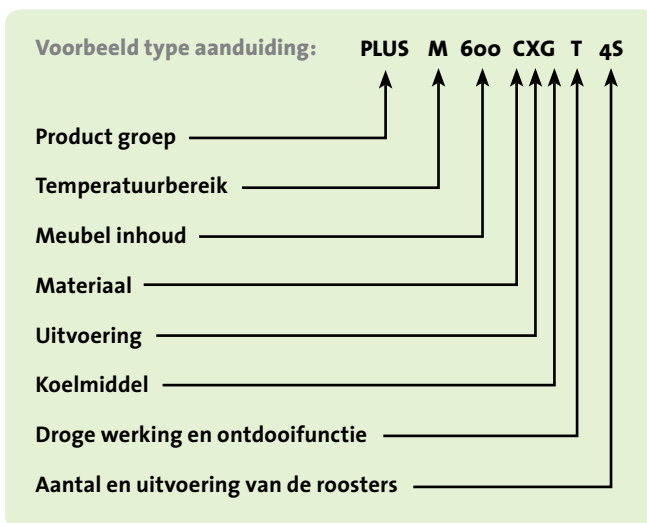 Voorbeeld type aanduiding: PLUS M 600 CXG T 4S
Product groep
Temperatuurbereik
Meubel inhoud
Materiaal
Uitvoering
Koelmiddel
Droge werking en ontdooifunctie
Aantal en uitvoering van de roosters